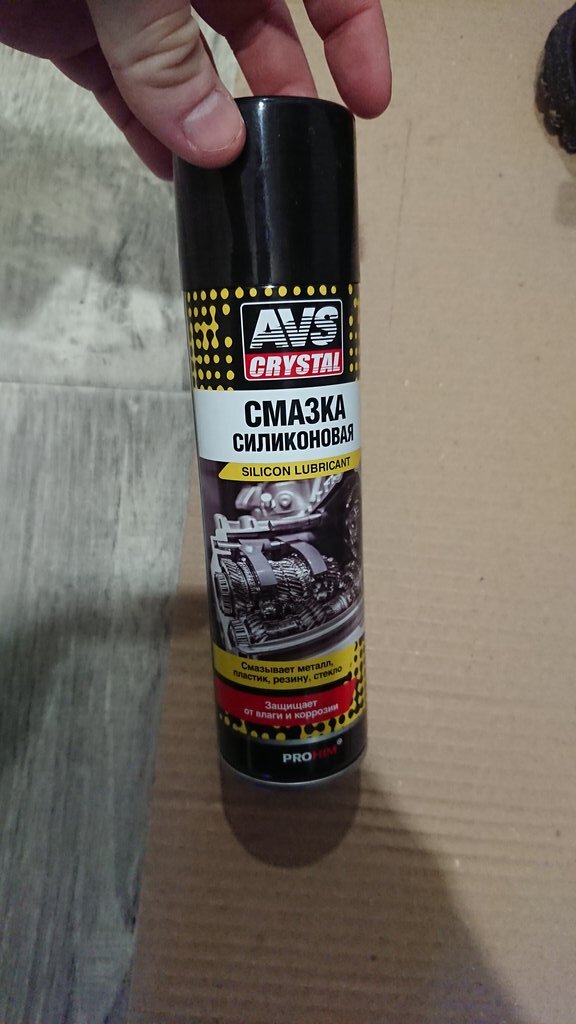 AVS
CRYSTAL
СМАЗКА
СИЛИКОНОВАЯ
SILICON LUBRICANT
Смазывает металл,
пластик, резину, стекло
Защищает
от влаги и коррозии
PROHIM®